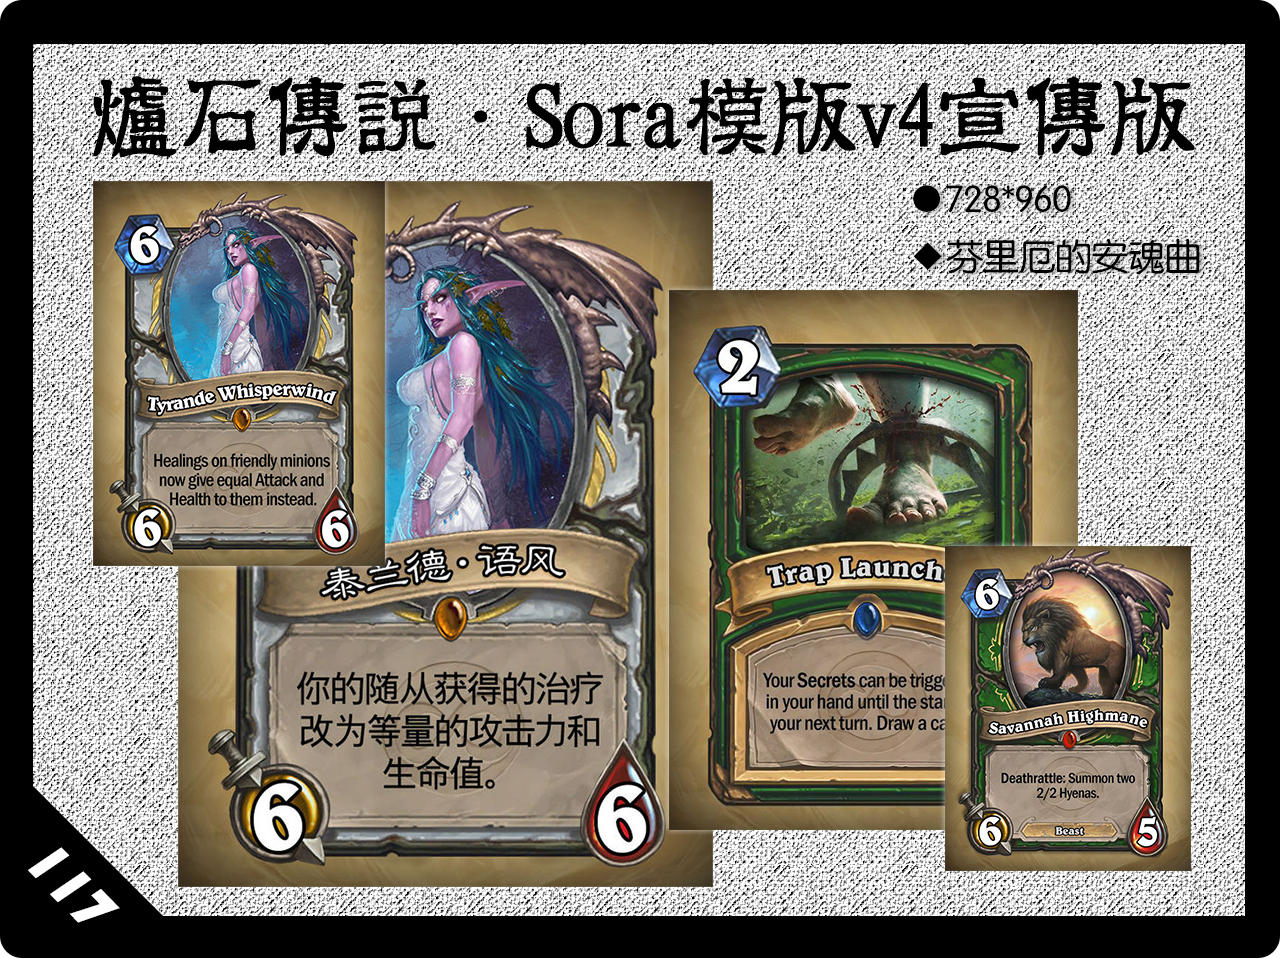 爐石傳説·Sora模版v4宣傳版
●728*960
◆芬里厄的安魂曲
6
Tyrande Whisperwind
Healings on friendly minions
now give equal Attack and
Health to them instead.
6
6
泰兰德·语风
你的随从获得的治疗
改为等量的攻击力和
生命值。
6
6
2
Trap Launch
Your Secrets can be trigg
in your hand until the sta
your next turn. Draw a ca
6
Savannah Highmane
Deathrattle: Summon two
2/2 Hyenas.
Beast
6
5
117